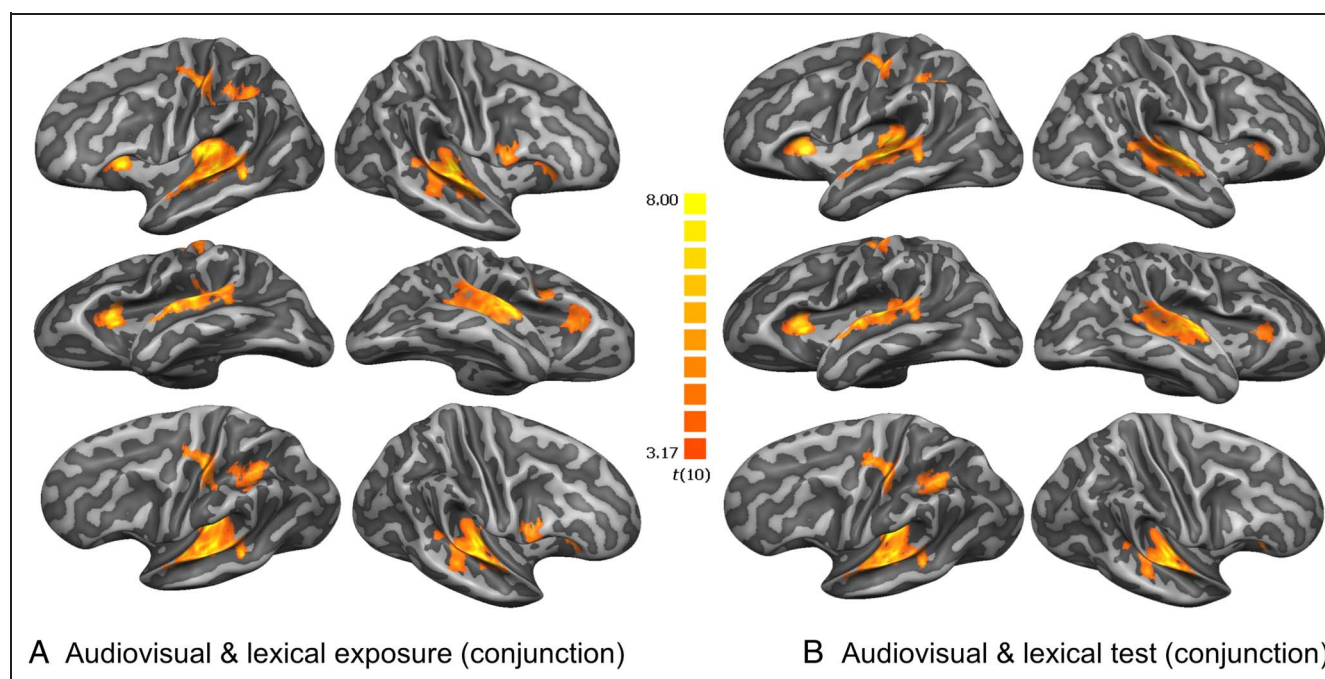 8.00
3.17
t(10)
A Audiovisual & lexical exposure (conjunction)
B Audiovisual & lexical test (conjunction)